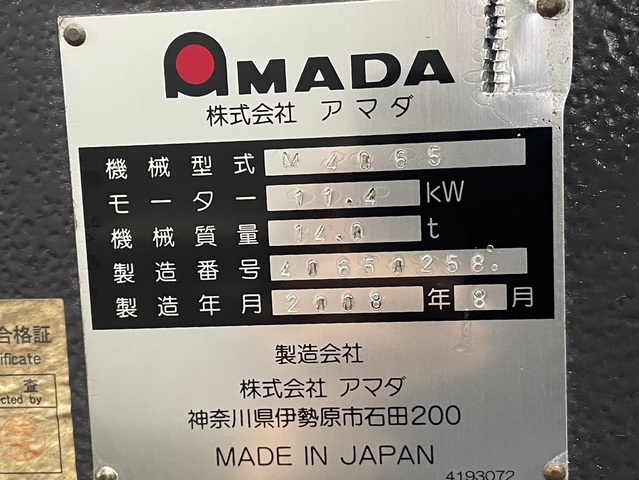 AMADA
株式会社 アマダ
機械型式 M4065
モーター 11.4 kW
機械質量 14.0 t
製造番号 40650258
製造年月 2008 年 8 月
製造会社
株式会社 アマダ
神奈川県伊勢原市石田200
MADE IN JAPAN
4193072
合格証
ificate
査
cted by